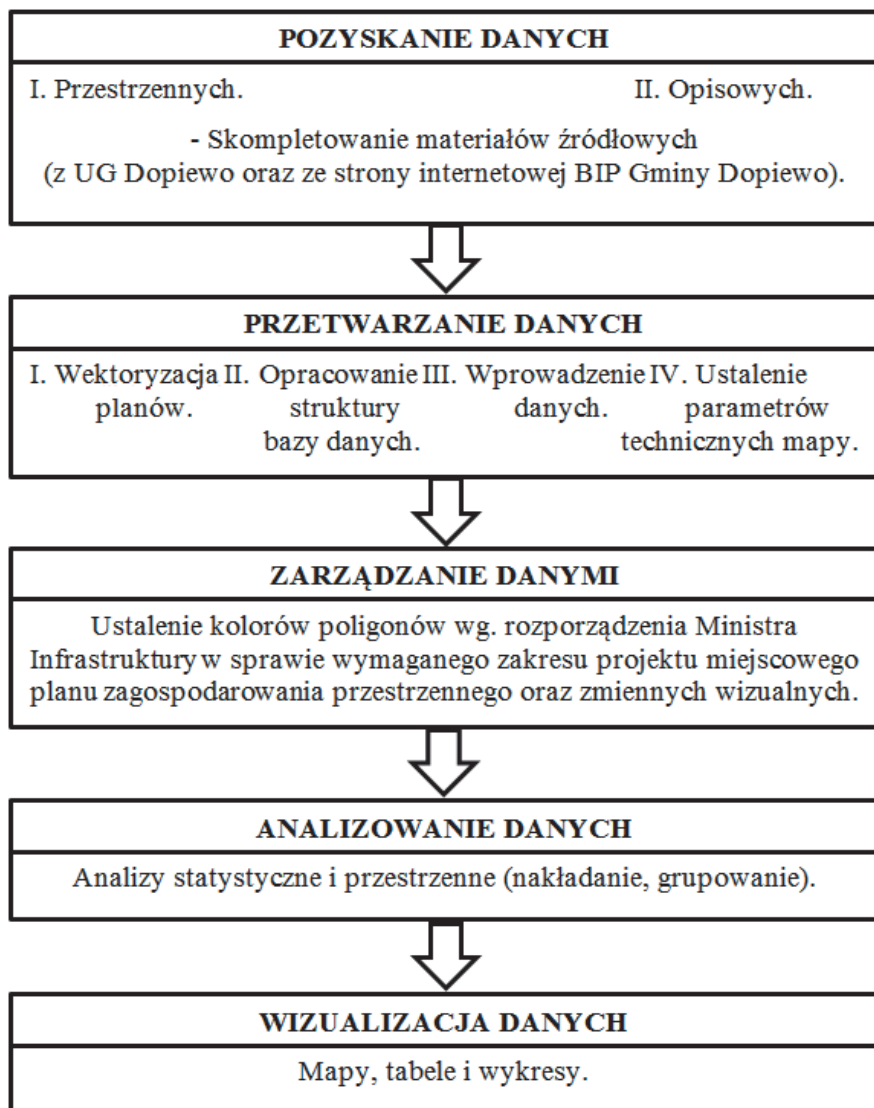 POZYSKANIE DANYCH
I. Przestrzennych. II. Opisowych.
- Skompletowanie materiałów źródłowych
(z UG Dopiewo oraz ze strony internetowej BIP Gminy Dopiewo).
PRZETWARZANIE DANYCH
I. Wektoryzacja II. Opracowanie III. Wprowadzenie IV. Ustalenie
planów. struktury danych. parametrów
bazy danych. technicznych mapy.
ZARZĄDZANIE DANYMI
Ustalenie kolorów poligonów wg. rozporządzenia Ministra
Infrastruktury w sprawie wymaganego zakresu projektu miejscowego
planu zagospodarowania przestrzennego oraz zmiennych wizualnych.
ANALIZOWANIE DANYCH
Analizy statystyczne i przestrzenne (nakładanie, grupowanie).
WIZUALIZACJA DANYCH
Mapy, tabele i wykresy.